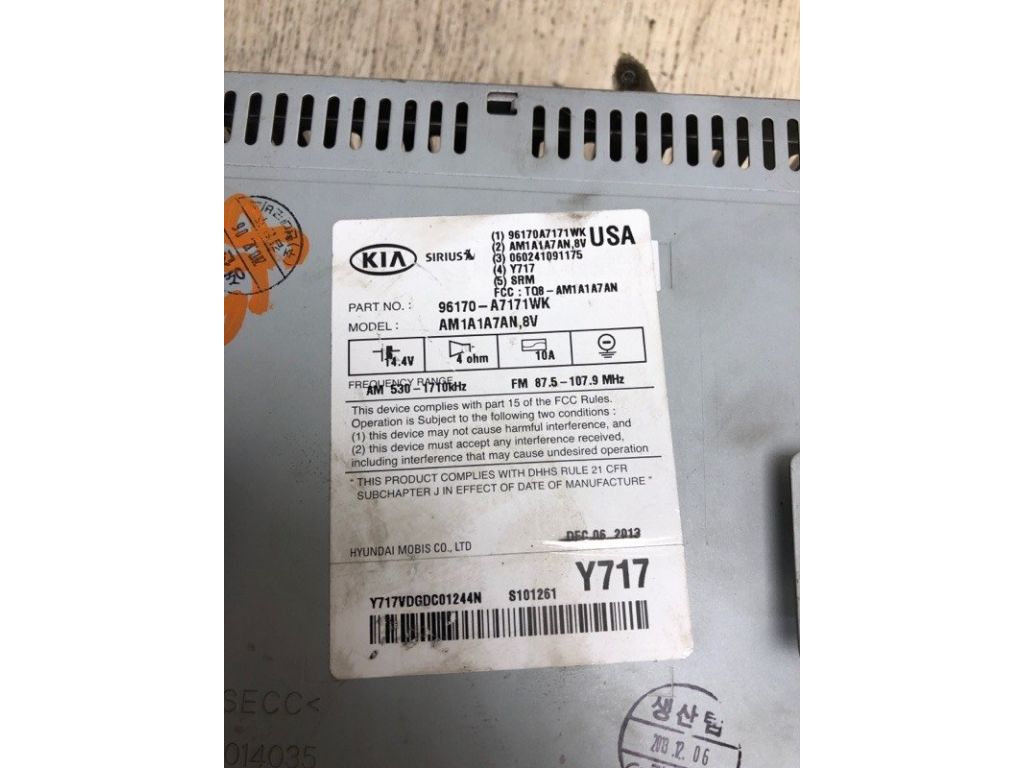 KIA SIRIUS
(1) 96170A7171WK USA
(2) AM1A1A7AN,8V
(3) 060241091175
(4) Y717
(5) SRM
FCC : TQ8-AM1A1A7AN
PART NO. : 96170-A7171WK
MODEL : AM1A1A7AN,8V
14.4V 4 ohm 10A
FREQUENCY RANGE
AM 530-1710kHz FM 87.5-107.9 MHz
This device complies with part 15 of the FCC Rules.
Operation is Subject to the following two conditions :
(1) this device may not cause harmful interference, and
(2) this device must accept any interference received,
including interference that may cause undesired operation
" THIS PRODUCT COMPLIES WITH DHHS RULE 21 CFR
SUBCHAPTER J IN EFFECT OF DATE OF MANUFACTURE "
DEC.06.2013
HYUNDAI MOBIS CO., LTD
Y717
Y717VDGDC01244N S101261
SECC<
014035
생산팀
2013.12.06